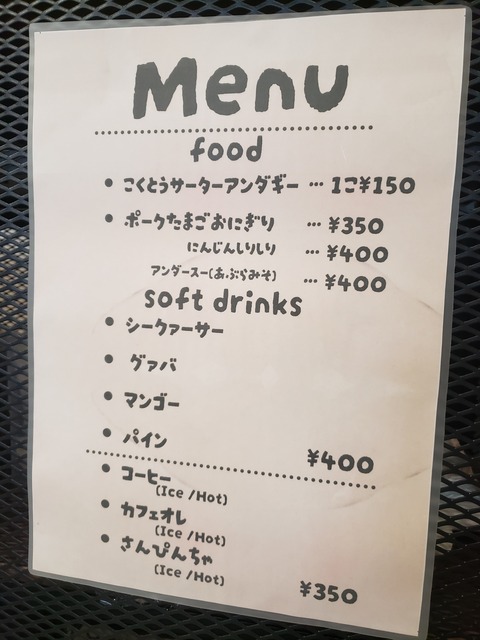 Menu
food
• こくとうサーターアンダギー … 1こ¥150
• ポークたまごおにぎり … ¥350
にんじんしりしり … ¥400
アンダースー(あぶらみそ) … ¥400
soft drinks
• シークァーサー
• グァバ
• マンゴー
• パイン
¥400
• コーヒー
(Ice /Hot)
• カフェオレ
(Ice /Hot)
• さんぴんちゃ
(Ice /Hot)
¥350